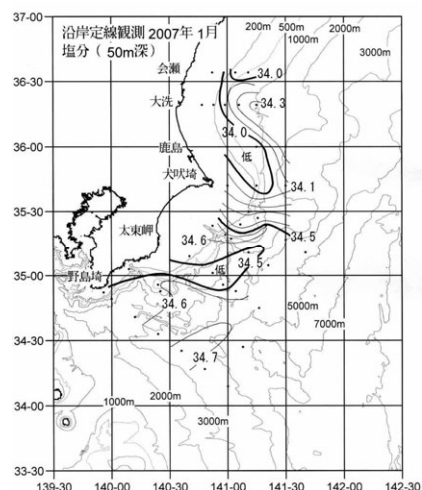 沿岸定線観測 2007年 1月
塩分（50m深）
37-00
36-30
36-00
35-30
35-00
34-30
34-00
33-30
139-30
140-00
140-30
141-00
141-30
142-00
142-30
200m
500m
1000m
2000m
3000m
会瀬
大洗
鹿島
犬吠埼
太東岬
野島埼
34.0
34.3
34.0
低
34.1
34.6
34.5
低
34.5
34.6
34.7
5000m
7000m
1000m
2000m
3000m